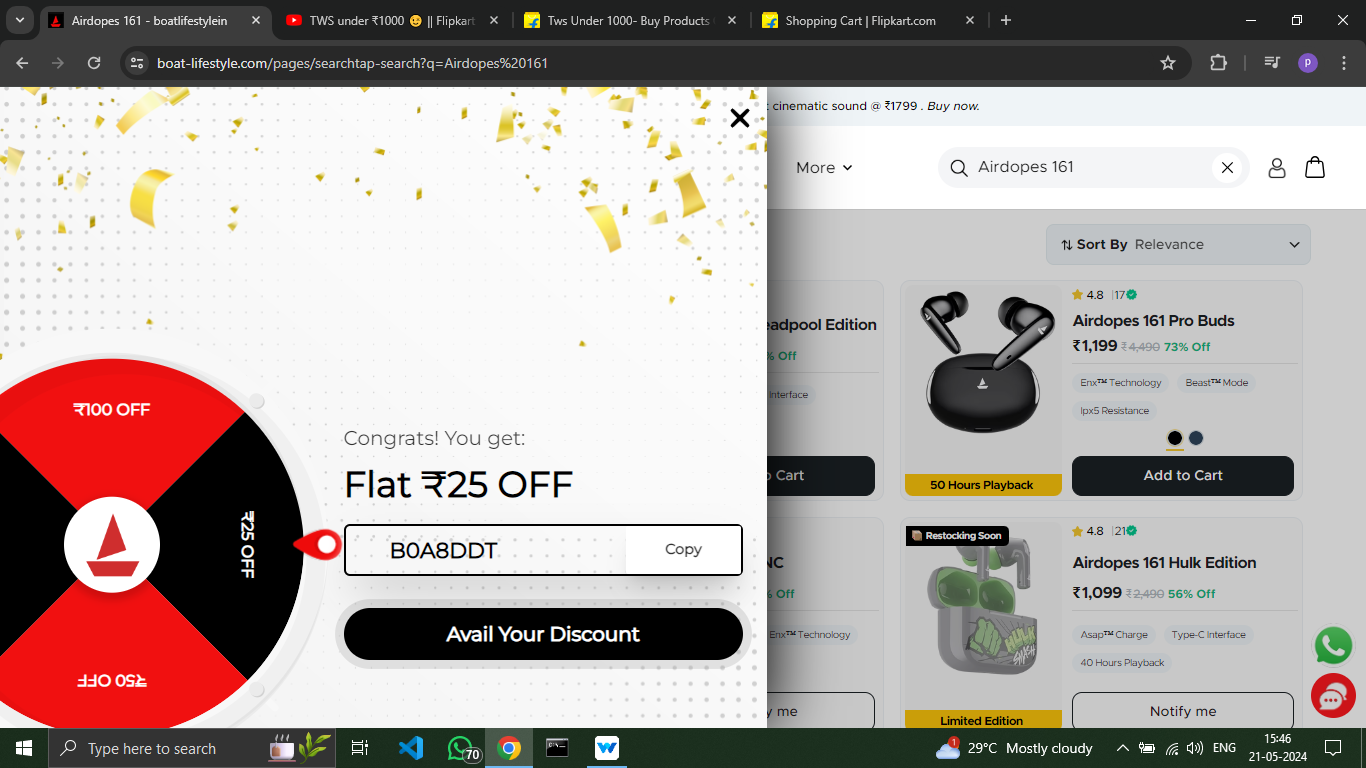 Airdopes 161 - boatlifestylein
TWS under ₹1000 😉 || Flipkart
Tws Under 1000- Buy Products
Shopping Cart | Flipkart.com
boat-lifestyle.com/pages/searchtap-search?q=Airdopes%20161
p
cinematic sound @ ₹1799 . Buy now.
More
Airdopes 161
Sort By Relevance
₹100 OFF
₹25 OFF
₹50 OFF
Congrats! You get:
Flat ₹25 OFF
B0A8DDT
Copy
Avail Your Discount
eadpool Edition
% Off
Interface
o Cart
4.8 |17
Airdopes 161 Pro Buds
₹1,199 ₹4,490 73% Off
Enx™ Technology
Beast™ Mode
Ipx5 Resistance
50 Hours Playback
Add to Cart
NC
% Off
Enx™ Technology
y me
Restocking Soon
HULK
SMASH
Limited Edition
4.8 |21
Airdopes 161 Hulk Edition
₹1,099 ₹2,490 56% Off
Asap™ Charge
Type-C Interface
40 Hours Playback
Notify me
Type here to search
70
W
1
29°C Mostly cloudy
ENG
15:46
21-05-2024